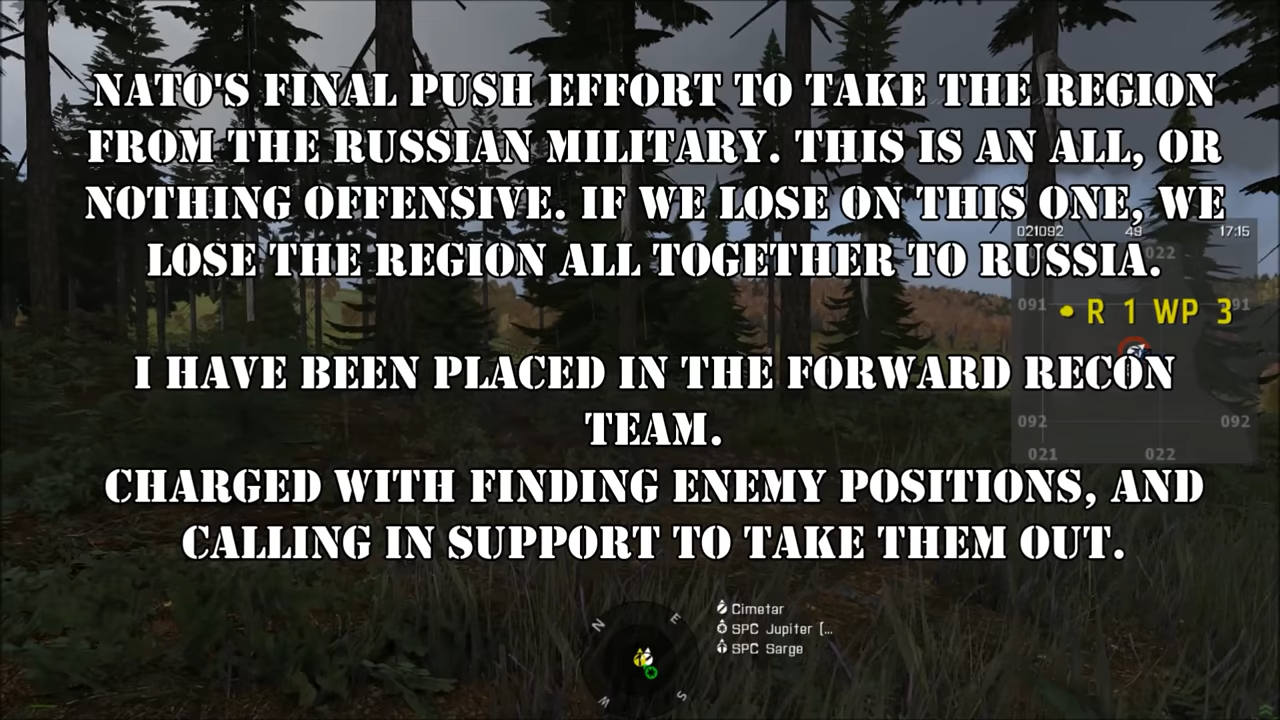 NATO'S FINAL PUSH EFFORT TO TAKE THE REGION
FROM THE RUSSIAN MILITARY. THIS IS AN ALL, OR
NOTHING OFFENSIVE. IF WE LOSE ON THIS ONE, WE
LOSE THE REGION ALL TOGETHER TO RUSSIA.
021092 49 17:15
022
091 91
• R 1 WP 3
I HAVE BEEN PLACED IN THE FORWARD RECON
TEAM.
092 092
021 022
CHARGED WITH FINDING ENEMY POSITIONS, AND
CALLING IN SUPPORT TO TAKE THEM OUT.
Cimetar
SPC Jupiter [...
SPC Sarge
N E
W S